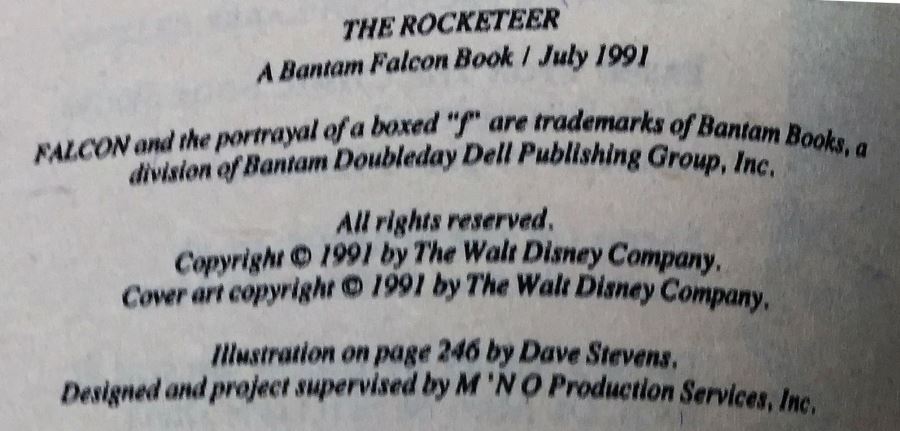 THE ROCKETEER
A Bantam Falcon Book / July 1991
FALCON and the portrayal of a boxed "f" are trademarks of Bantam Books, a
division of Bantam Doubleday Dell Publishing Group, Inc.
All rights reserved.
Copyright © 1991 by The Walt Disney Company.
Cover art copyright © 1991 by The Walt Disney Company.
Illustration on page 246 by Dave Stevens.
Designed and project supervised by M 'N O Production Services, Inc.